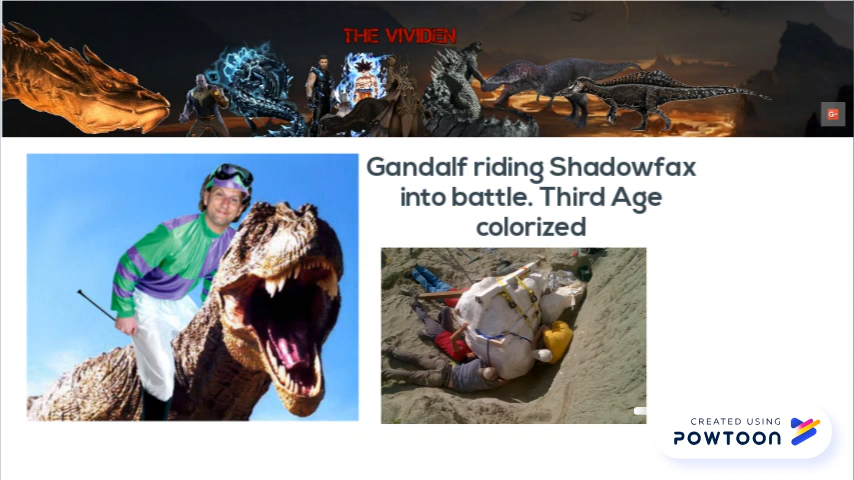 THE VIVIDEN
G+
Gandalf riding Shadowfax
into battle. Third Age
colorized
CREATED USING
POWTOON